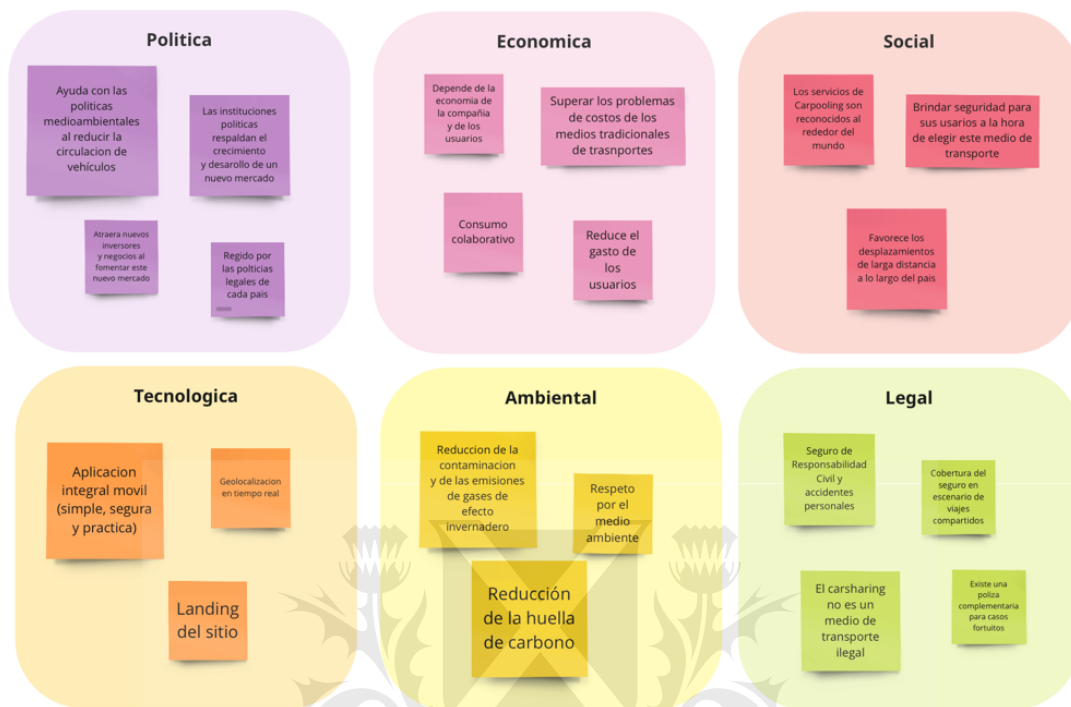 Politica
Ayuda con las
politicas
medioambientales
al reducir la
circulacion de
vehículos
Las instituciones
politicas
respaldan el
crecimiento
y desarollo de un
nuevo mercado
Atraera nuevos
inversores
y negocios al
fomentar este
nuevo mercado
Regido por
las polticias
legales de
cada pais
Economica
Depende de la
economia de
la compañia
y de los
usuarios
Superar los problemas
de costos de los
medios tradicionales
de trasnportes
Consumo
colaborativo
Reduce el
gasto de
los
usuarios
Social
Los servicios de
Carpooling son
reconocidos al
rededor del
mundo
Brindar seguridad para
sus usarios a la hora
de elegir este medio de
transporte
Favorece los
desplazamientos
de larga distancia
a lo largo del pais
Tecnologica
Aplicacion
integral movil
(simple, segura
y practica)
Geolocalizacion
en tiempo real
Landing
del sitio
Ambiental
Reduccion de la
contaminacion
y de las emisiones
de gases de
efecto
invernadero
Respeto
por el
medio
ambiente
Reducción
de la huella
de carbono
Legal
Seguro de
Responsabilidad
Civil y
accidentes
personales
Cobertura del
seguro en
escenario de
viajes
compartidos
El carsharing
no es un
medio de
transporte
ilegal
Existe una
poliza
complementaria
para casos
fortuitos